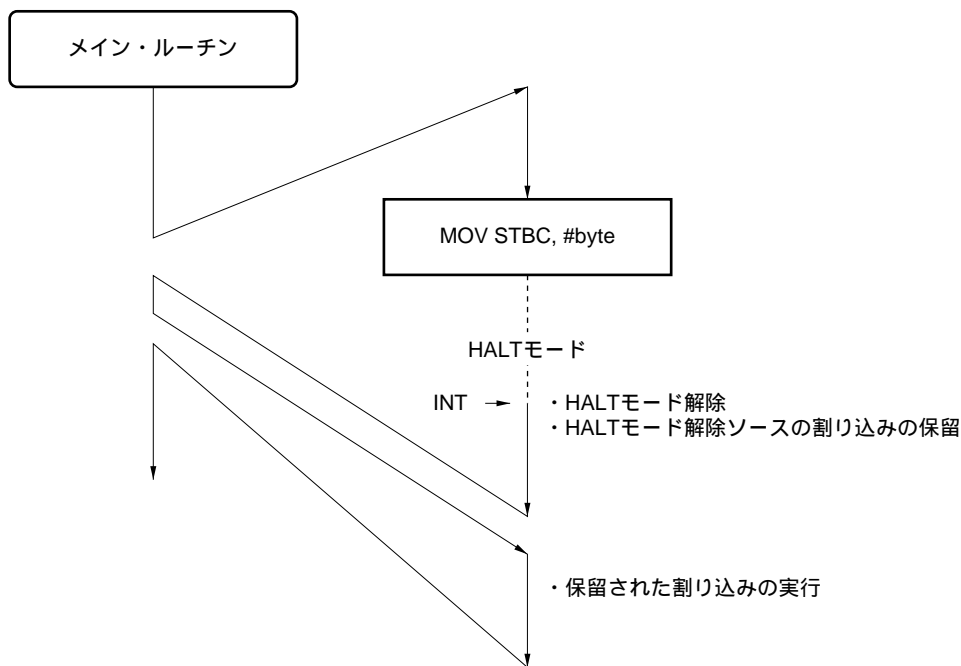 メイン・ルーチン
MOV STBC, #byte
HALTモード
INT
・HALTモード解除
・HALTモード解除ソースの割り込みの保留
・保留された割り込みの実行